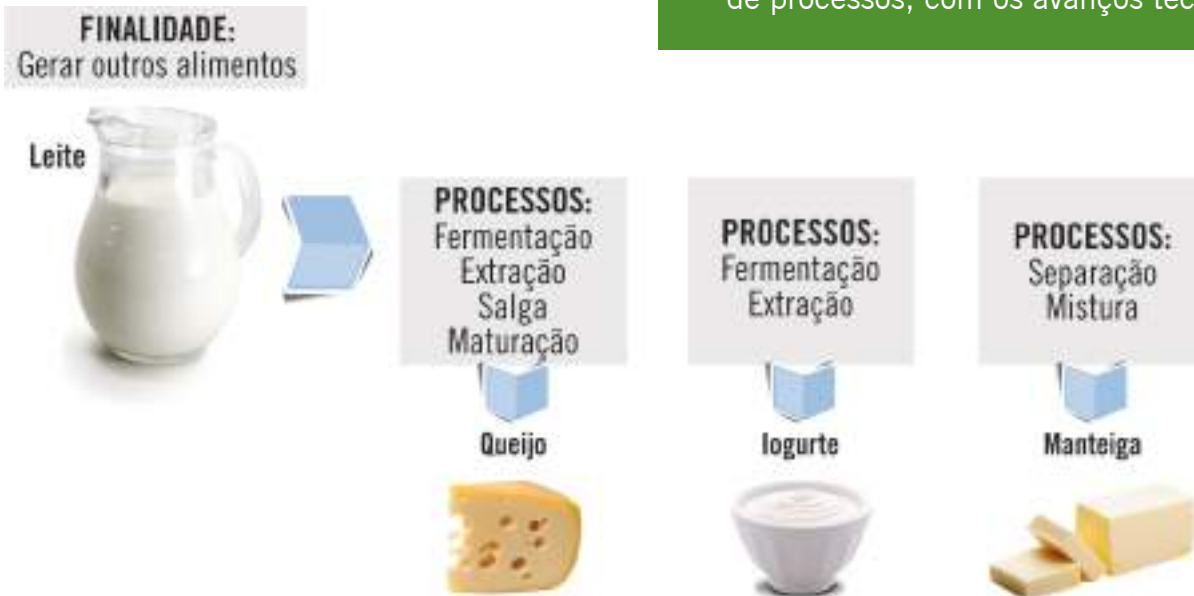 de processos, com os avanços
FINALIDADE:
Gerar outros alimentos
Leite
PROCESSOS:
Fermentação
Extração
Salga
Maturação
PROCESSOS:
Fermentação
Extração
PROCESSOS:
Separação
Mistura
Queijo
Iogurte
Manteiga